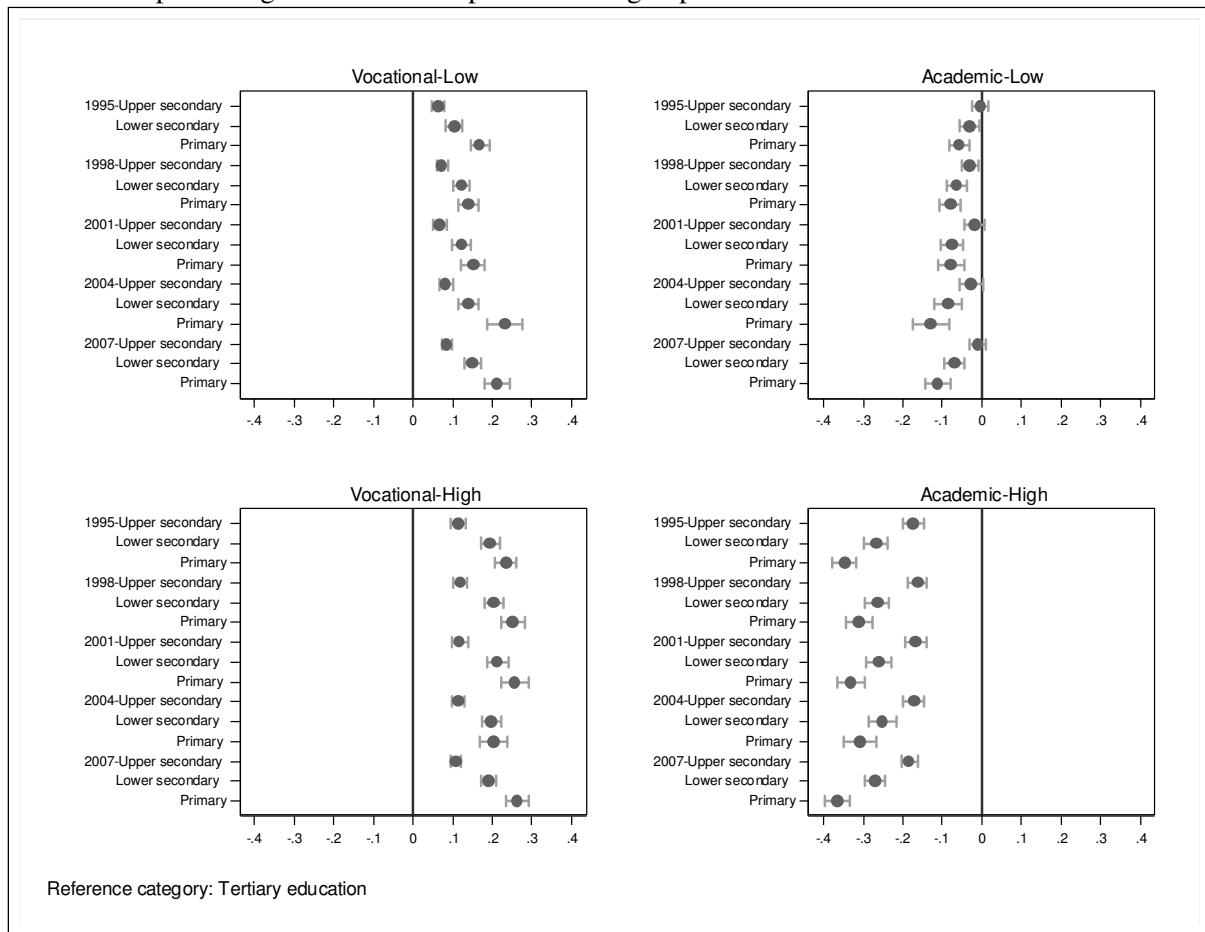 Vocational-Low
1995-Upper secondary
Lower secondary
Primary
1998-Upper secondary
Lower secondary
Primary
2001-Upper secondary
Lower secondary
Primary
2004-Upper secondary
Lower secondary
Primary
2007-Upper secondary
Lower secondary
Primary
-.4 -.3 -.2 -.1 0 .1 .2 .3 .4
Academic-Low
1995-Upper secondary
Lower secondary
Primary
1998-Upper secondary
Lower secondary
Primary
2001-Upper secondary
Lower secondary
Primary
2004-Upper secondary
Lower secondary
Primary
2007-Upper secondary
Lower secondary
Primary
-.4 -.3 -.2 -.1 0 .1 .2 .3 .4
Vocational-High
1995-Upper secondary
Lower secondary
Primary
1998-Upper secondary
Lower secondary
Primary
2001-Upper secondary
Lower secondary
Primary
2004-Upper secondary
Lower secondary
Primary
2007-Upper secondary
Lower secondary
Primary
-.4 -.3 -.2 -.1 0 .1 .2 .3 .4
Academic-High
1995-Upper secondary
Lower secondary
Primary
1998-Upper secondary
Lower secondary
Primary
2001-Upper secondary
Lower secondary
Primary
2004-Upper secondary
Lower secondary
Primary
2007-Upper secondary
Lower secondary
Primary
-.4 -.3 -.2 -.1 0 .1 .2 .3 .4
Reference category: Tertiary education